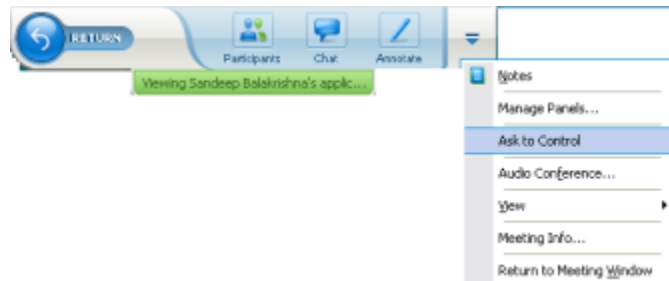 RETURN
Participants Chat Annotate
Viewing Sandeep Balakrishna's applic...
Notes
Manage Panels...
Ask to Control
Audio Conference...
View
Meeting Info...
Return to Meeting Window